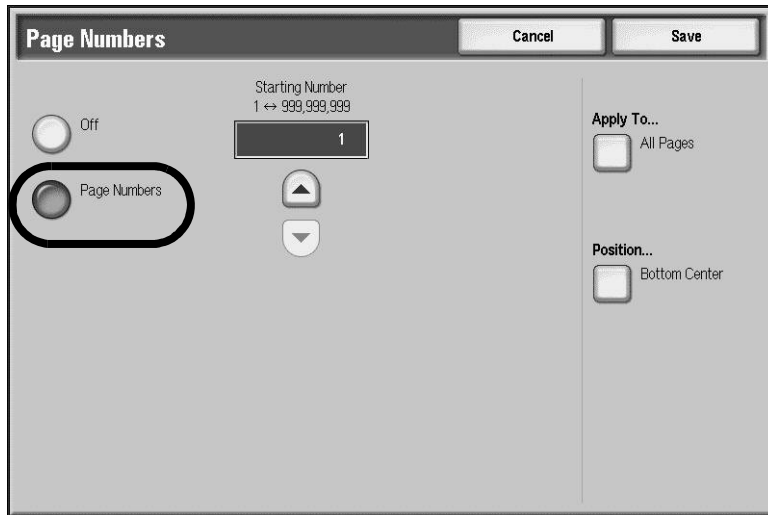 Page Numbers
Cancel
Save
Starting Number
1 ↔ 999,999,999
1
Off
Page Numbers
Apply To...
All Pages
Position...
Bottom Center